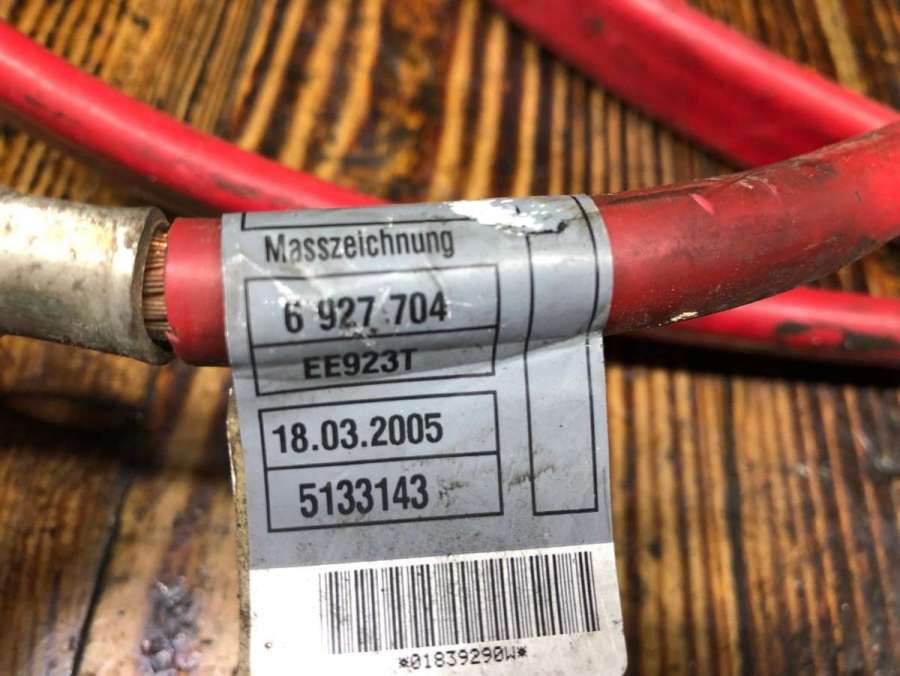 Masszeichnung
6 927 704
EE923T
18.03.2005
5133143
*01839290W*